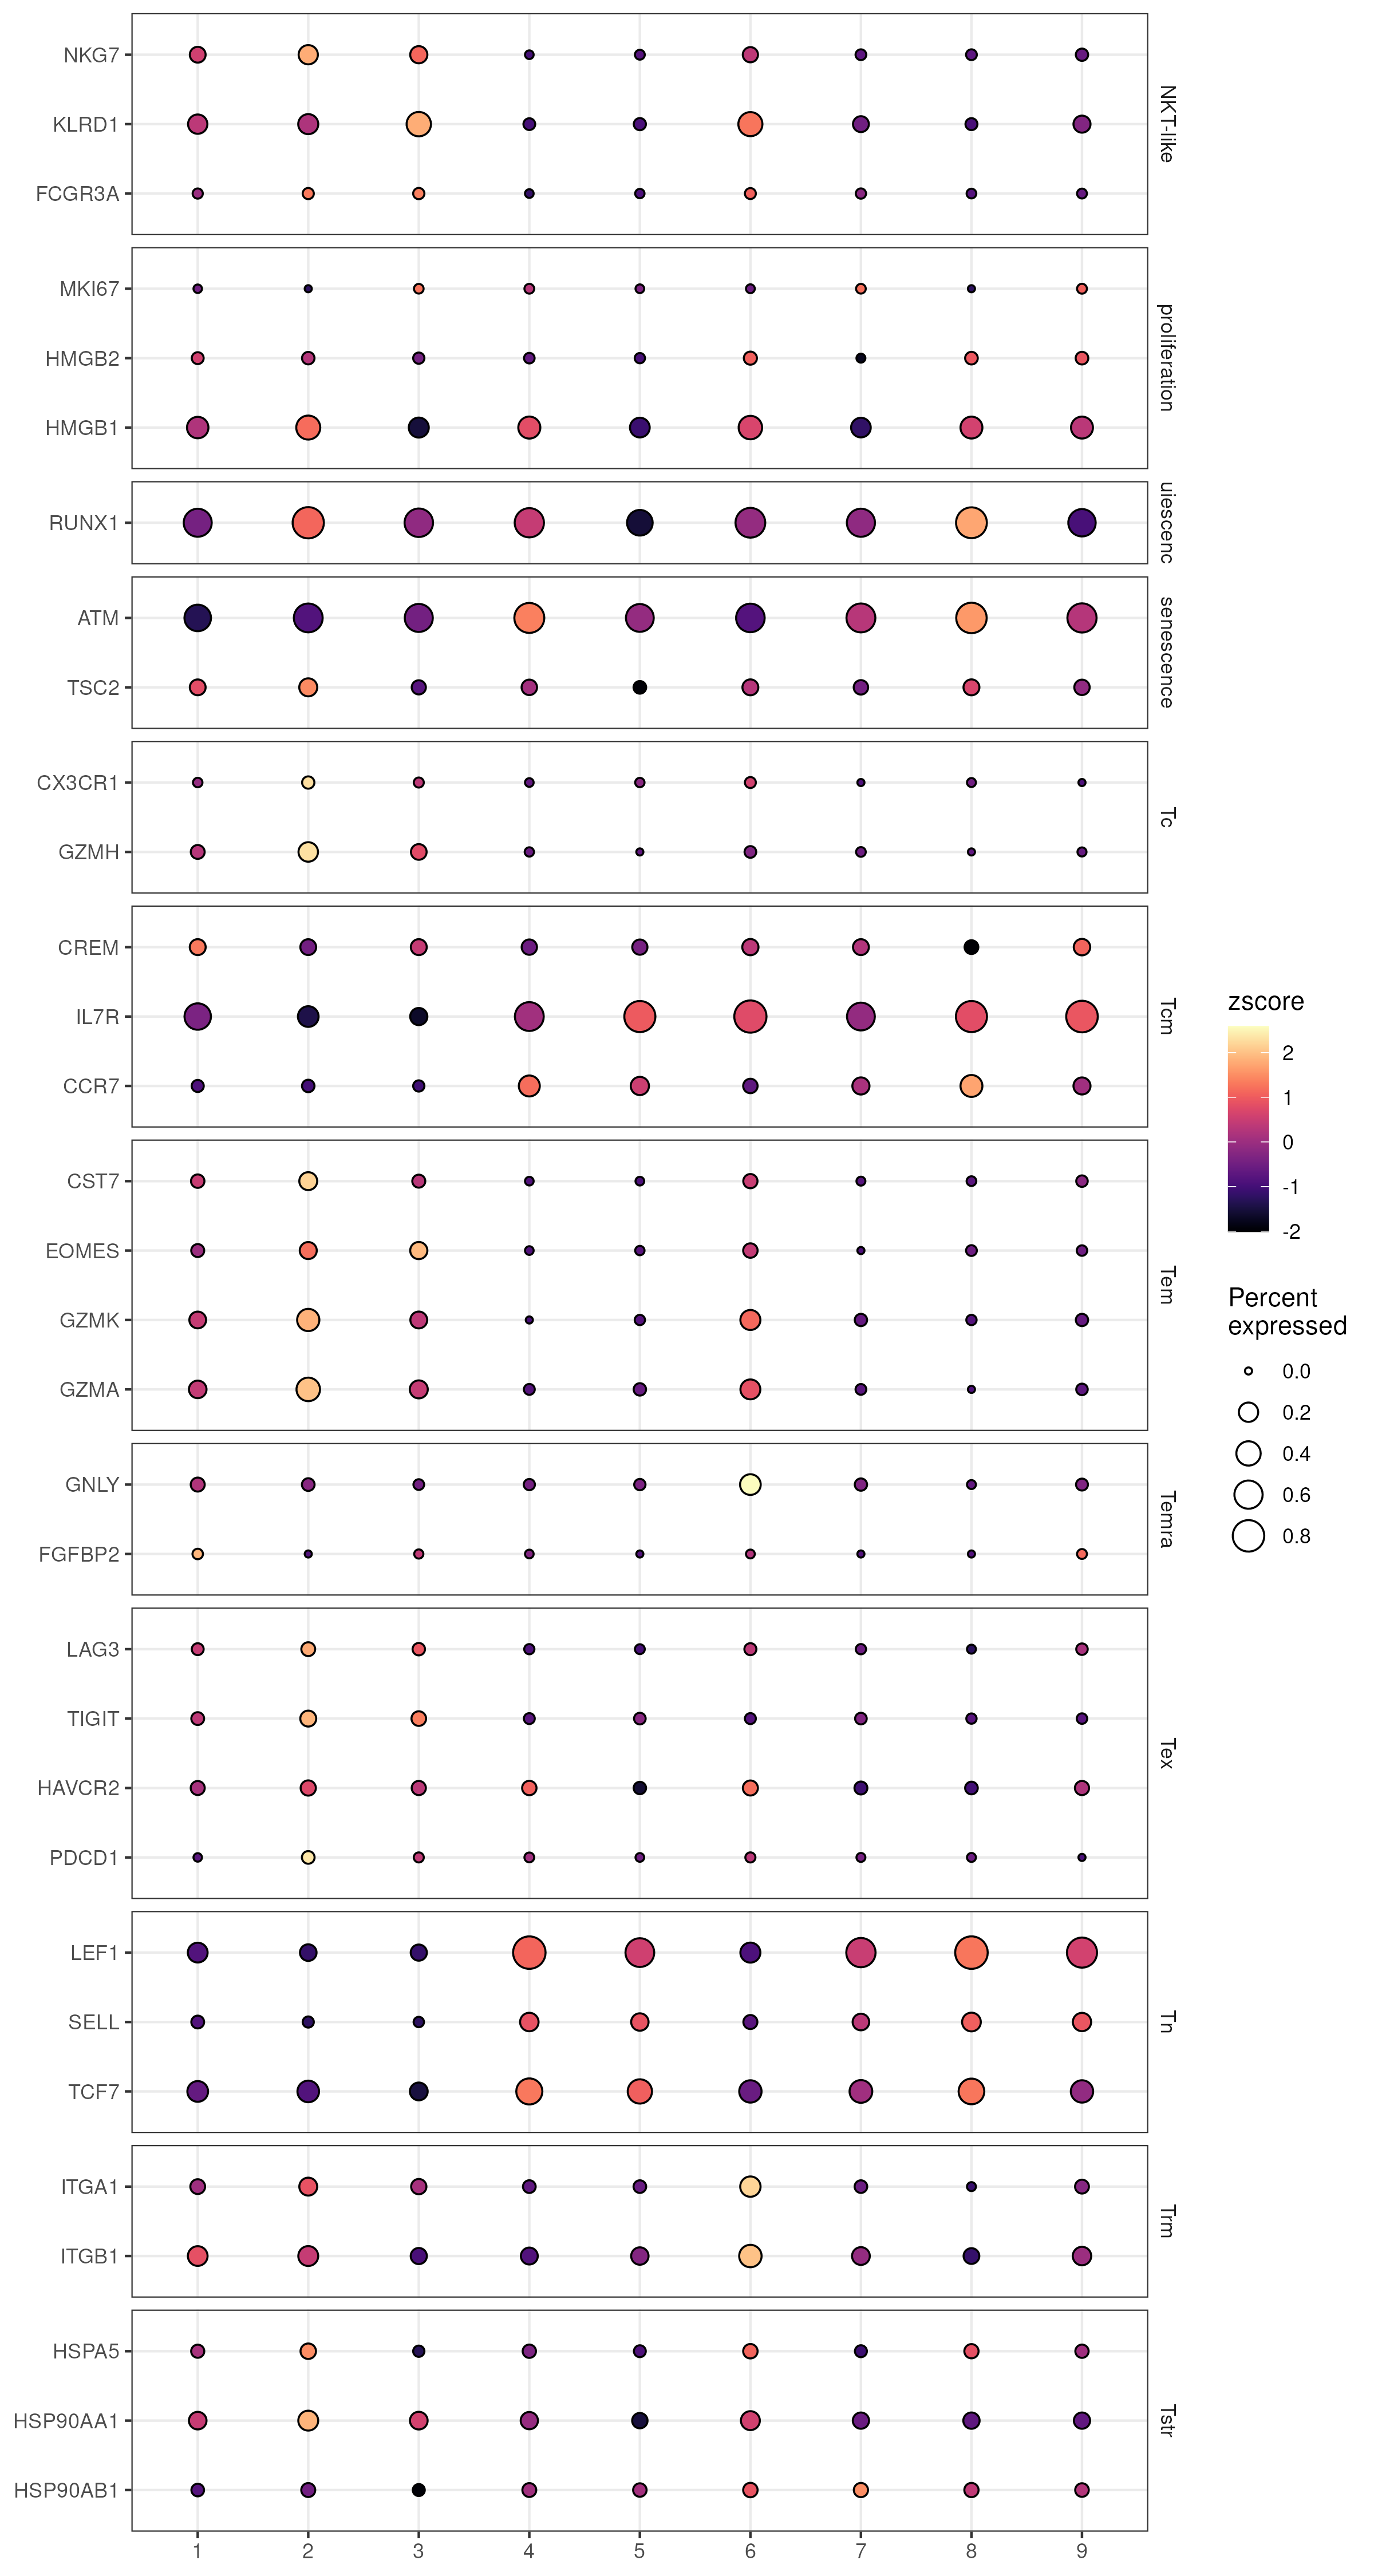 NKG7
KLRD1
FCGR3A
NKT-like
MKI67
HMGB2
HMGB1
proliferation
RUNX1
uiescenc
ATM
TSC2
senescence
CX3CR1
GZMH
Tc
CREM
IL7R
CCR7
Tcm
CST7
EOMES
GZMK
GZMA
Tem
GNLY
FGFBP2
Temra
LAG3
TIGIT
HAVCR2
PDCD1
Tex
LEF1
SELL
TCF7
Tn
ITGA1
ITGB1
Trm
HSPA5
HSP90AA1
HSP90AB1
Tstr
1 2 3 4 5 6 7 8 9
zscore
2
1
0
-1
-2
Percent
expressed
0.0
0.2
0.4
0.6
0.8